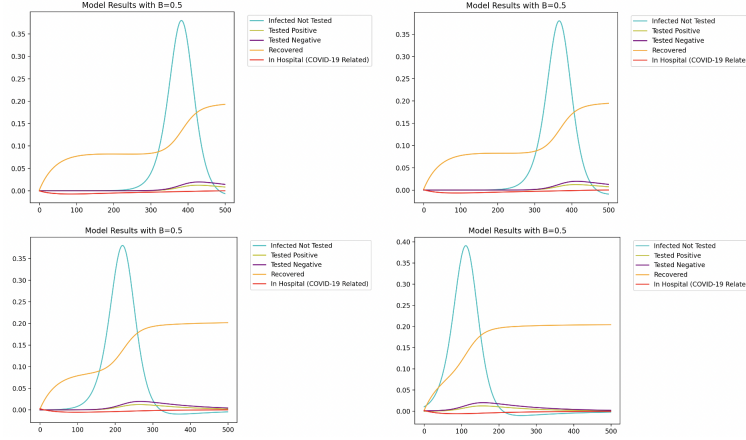 Model Results with B=0.5
0.35
0.30
0.25
0.20
0.15
0.10
0.05
0.00
0 100 200 300 400 500
Infected Not Tested
Tested Positive
Tested Negative
Recovered
In Hospital (COVID-19 Related)
Model Results with B=0.5
0.35
0.30
0.25
0.20
0.15
0.10
0.05
0.00
0 100 200 300 400 500
Infected Not Tested
Tested Positive
Tested Negative
Recovered
In Hospital (COVID-19 Relate
Model Results with B=0.5
0.35
0.30
0.25
0.20
0.15
0.10
0.05
0.00
0 100 200 300 400 500
Infected Not Tested
Tested Positive
Tested Negative
Recovered
In Hospital (COVID-19 Related)
Model Results with B=0.5
0.40
0.35
0.30
0.25
0.20
0.15
0.10
0.05
0.00
0 100 200 300 400 500
Infected Not Tested
Tested Positive
Tested Negative
Recovered
In Hospital (COVID-19 Relate